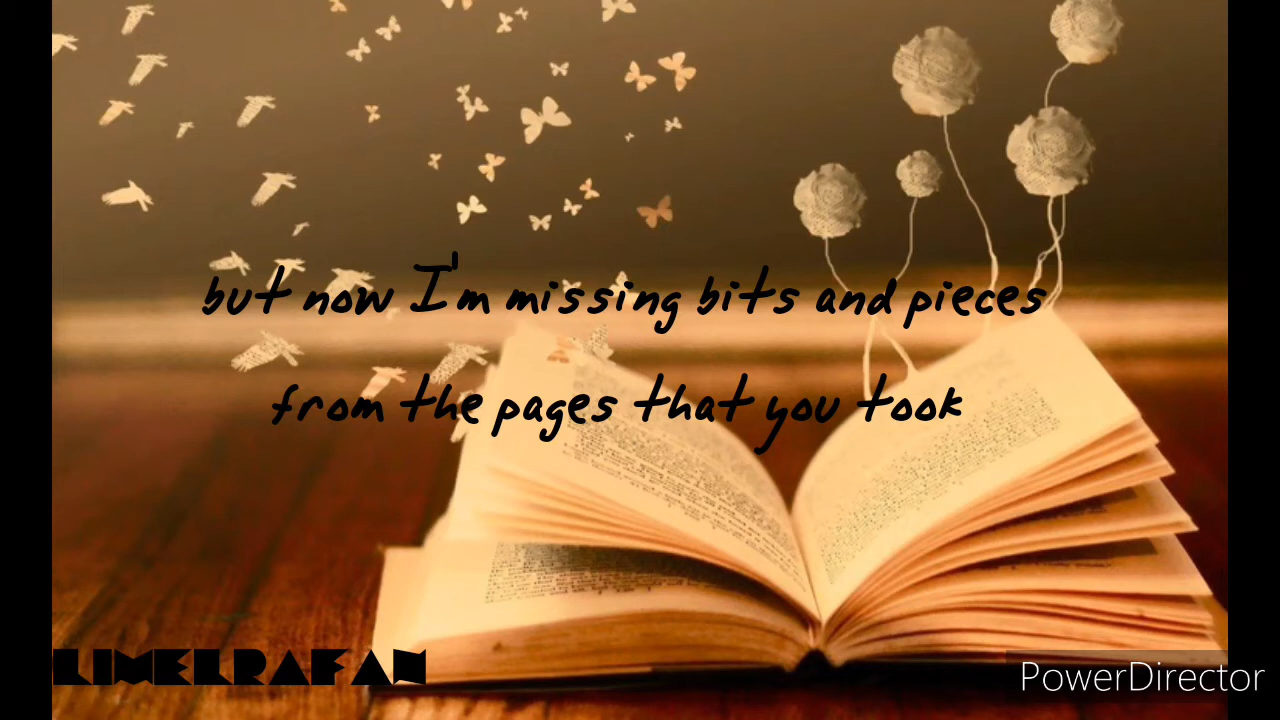 but now I'm missing bits and pieces
from the pages that you took
LIMELRAFAN
PowerDirector